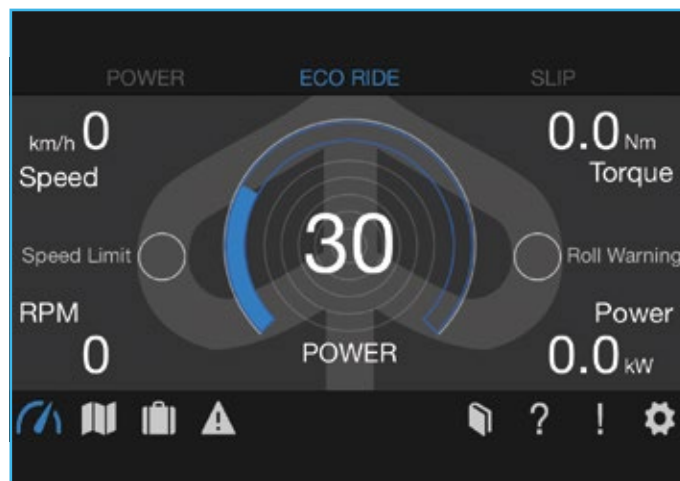 POWER ECO RIDE SLIP
km/h 0
Speed
0.0 Nm
Torque
Speed Limit
30
Roll Warning
RPM
0
POWER
Power
0.0 kW
? !